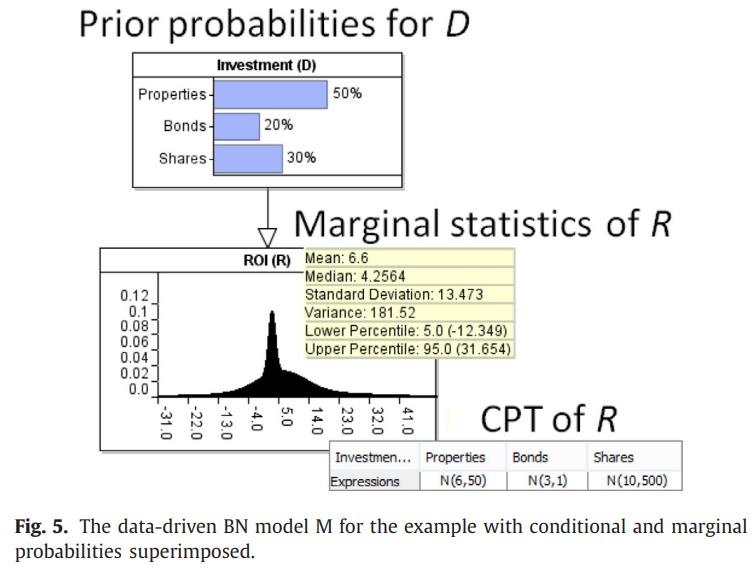 Prior probabilities for D
Investment (D)
Properties
50%
Bonds
20%
Shares
30%
Marginal statistics of R
ROI (R)
Mean: 6.6
Median: 4.2564
Standard Deviation: 13.473
Variance: 181.52
Lower Percentile: 5.0 (-12.349)
Upper Percentile: 95.0 (31.654)
0.12
0.1
0.08
0.06
0.04
0.02
0.0
-31.0
-22.0
-13.0
-4.0
5.0
14.0
23.0
32.0
41.0
CPT of R
Investmen... Properties Bonds Shares
Expressions N(6,50) N(3,1) N(10,500)
Fig. 5. The data-driven BN model M for the example with conditional and marginal
probabilities superimposed.